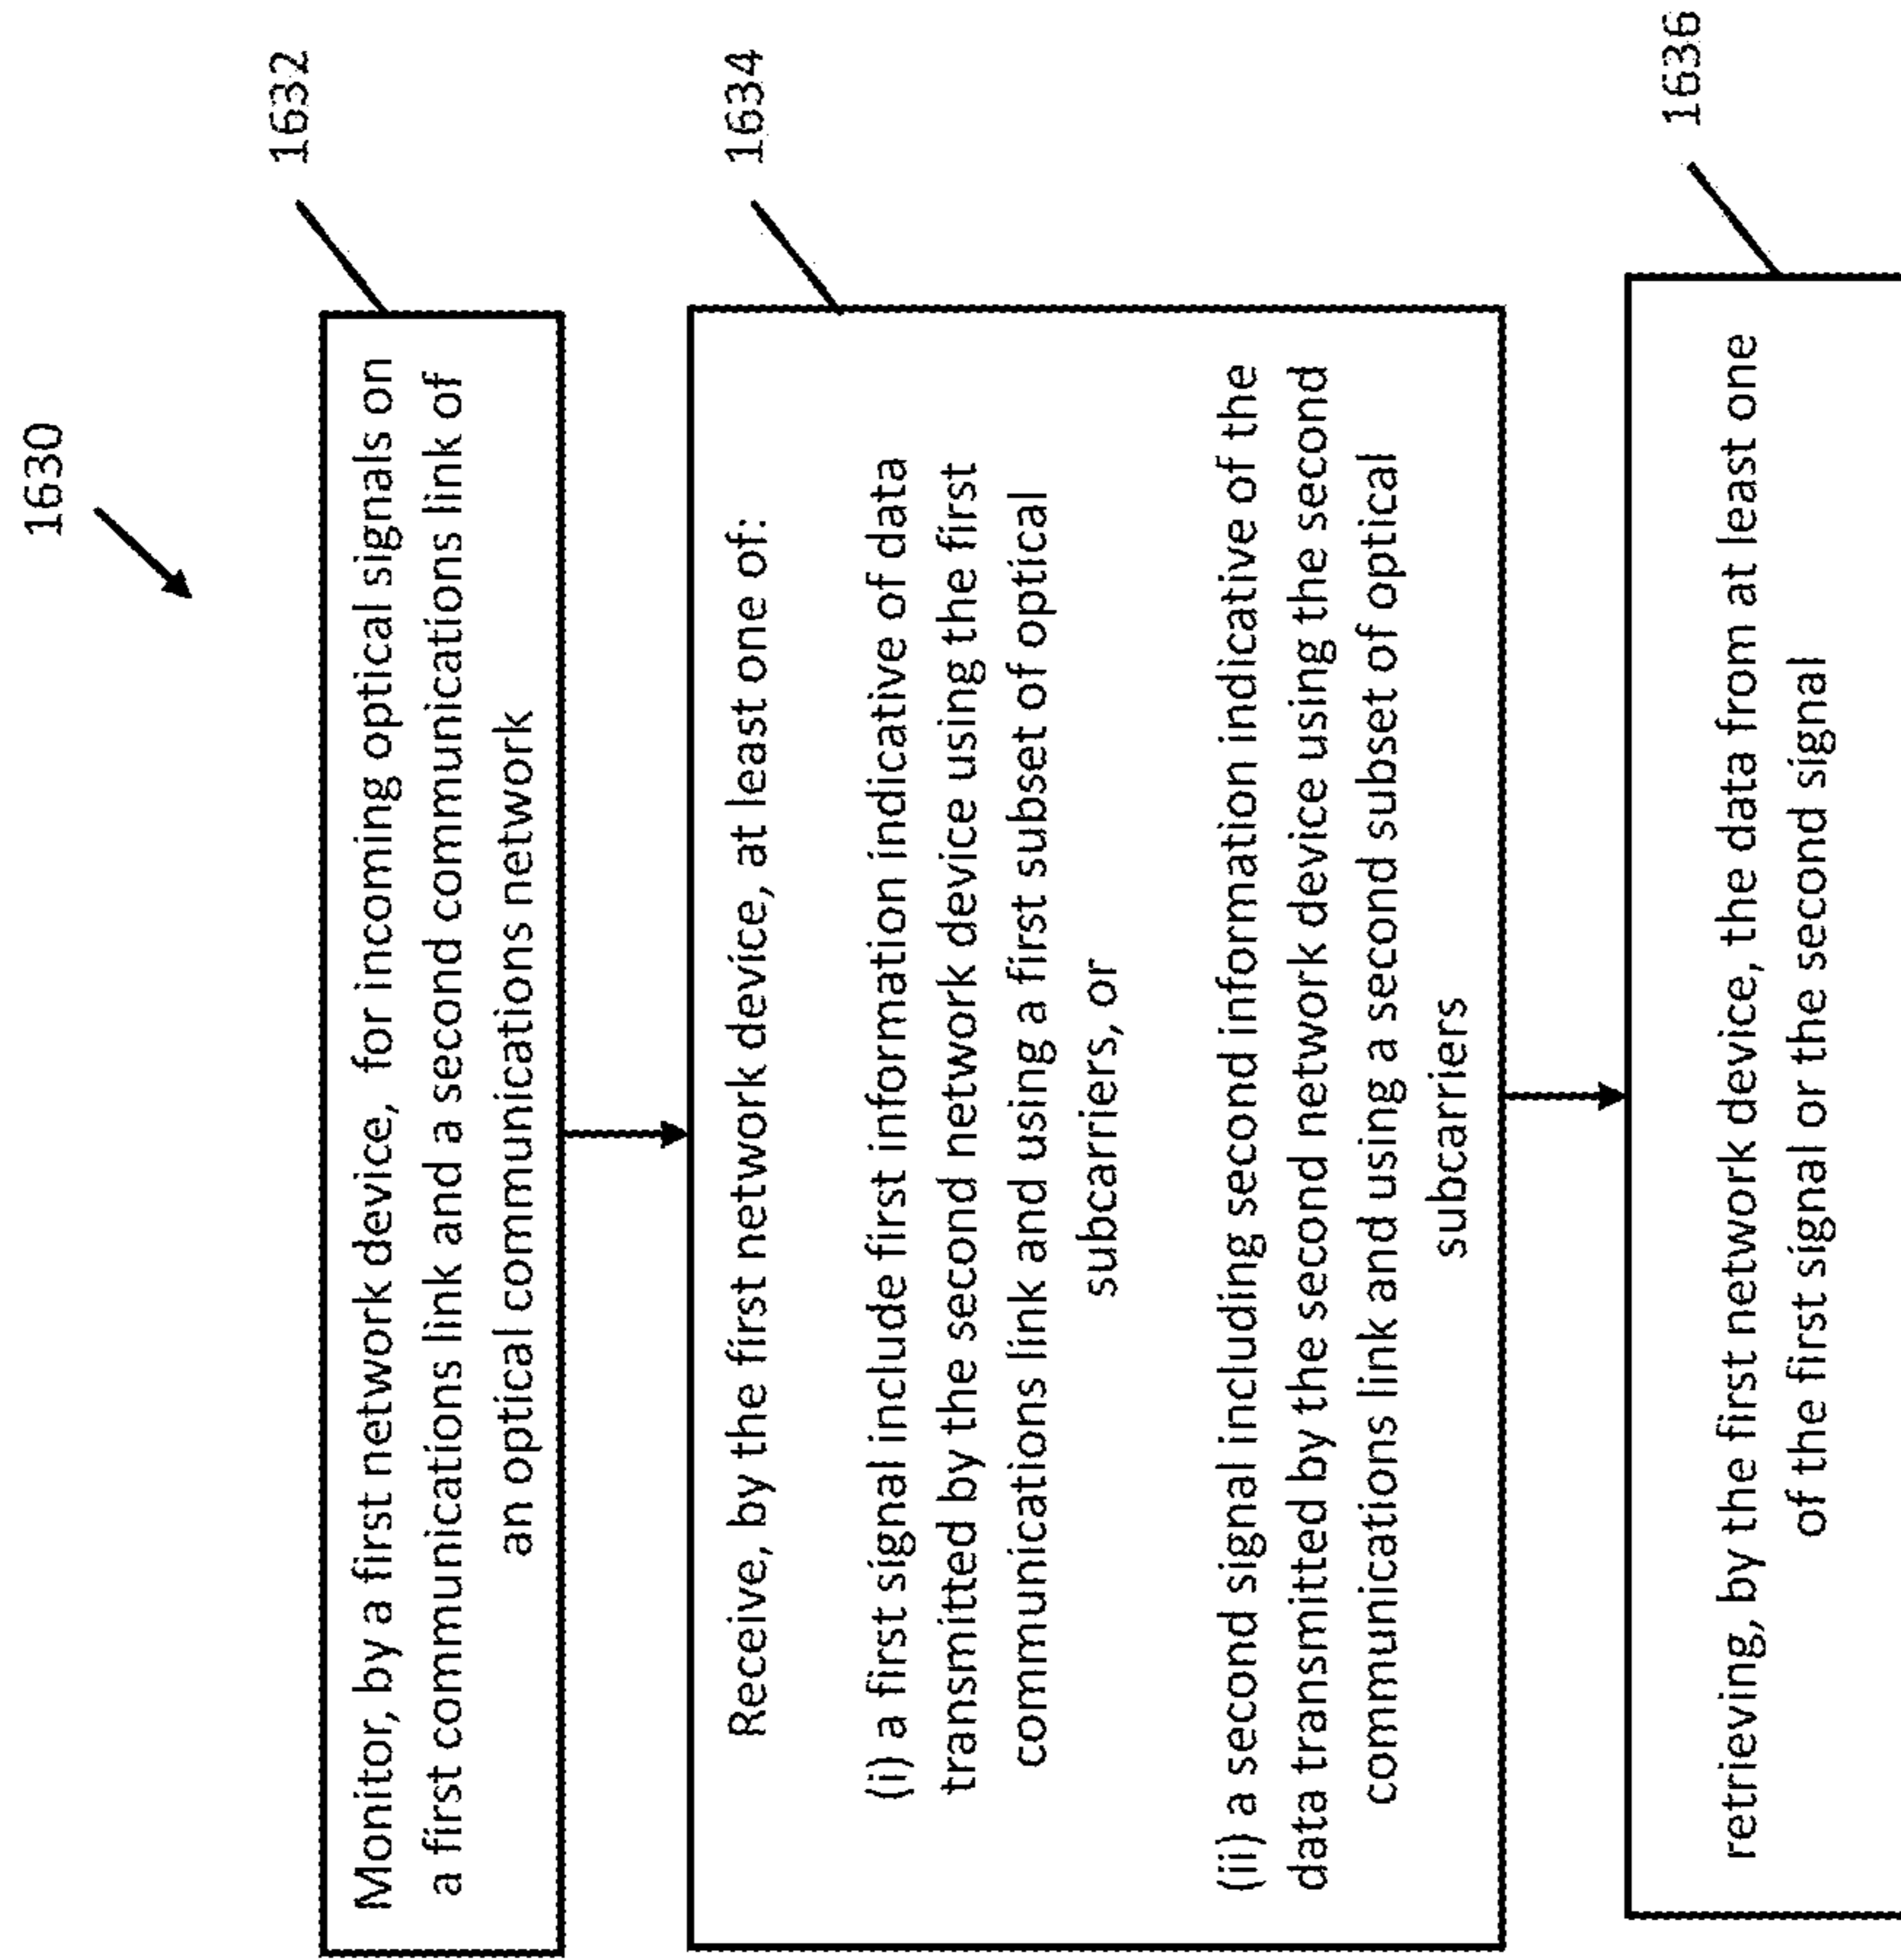 1630
1632
Monitor, by a first network device, for incoming optical signals on
a first communications link and a second communications link of
an optical communications network
1634
Receive, by the first network device, at least one of:
(i) a first signal include first information indicative of data
transmitted by the second network device using the first
communications link and using a first subset of optical
subcarriers, or
(ii) a second signal including second information indicative of the
data transmitted by the second network device using the second
communications link and using a second subset of optical
subcarriers
1636
retrieving, by the first network device, the data from at least one
of the first signal or the second signal